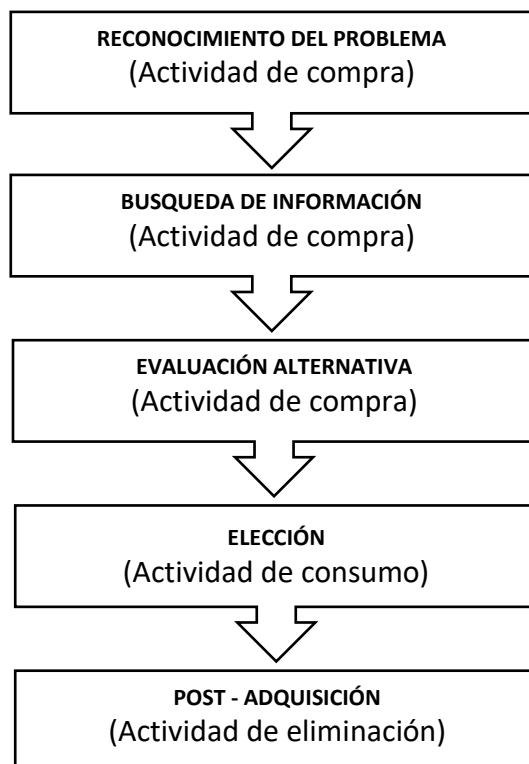 RECONOCIMIENTO DEL PROBLEMA
(Actividad de compra)
BUSQUEDA DE INFORMACIÓN
(Actividad de compra)
EVALUACIÓN ALTERNATIVA
(Actividad de compra)
ELECCIÓN
(Actividad de consumo)
POST - ADQUISICIÓN
(Actividad de eliminación)